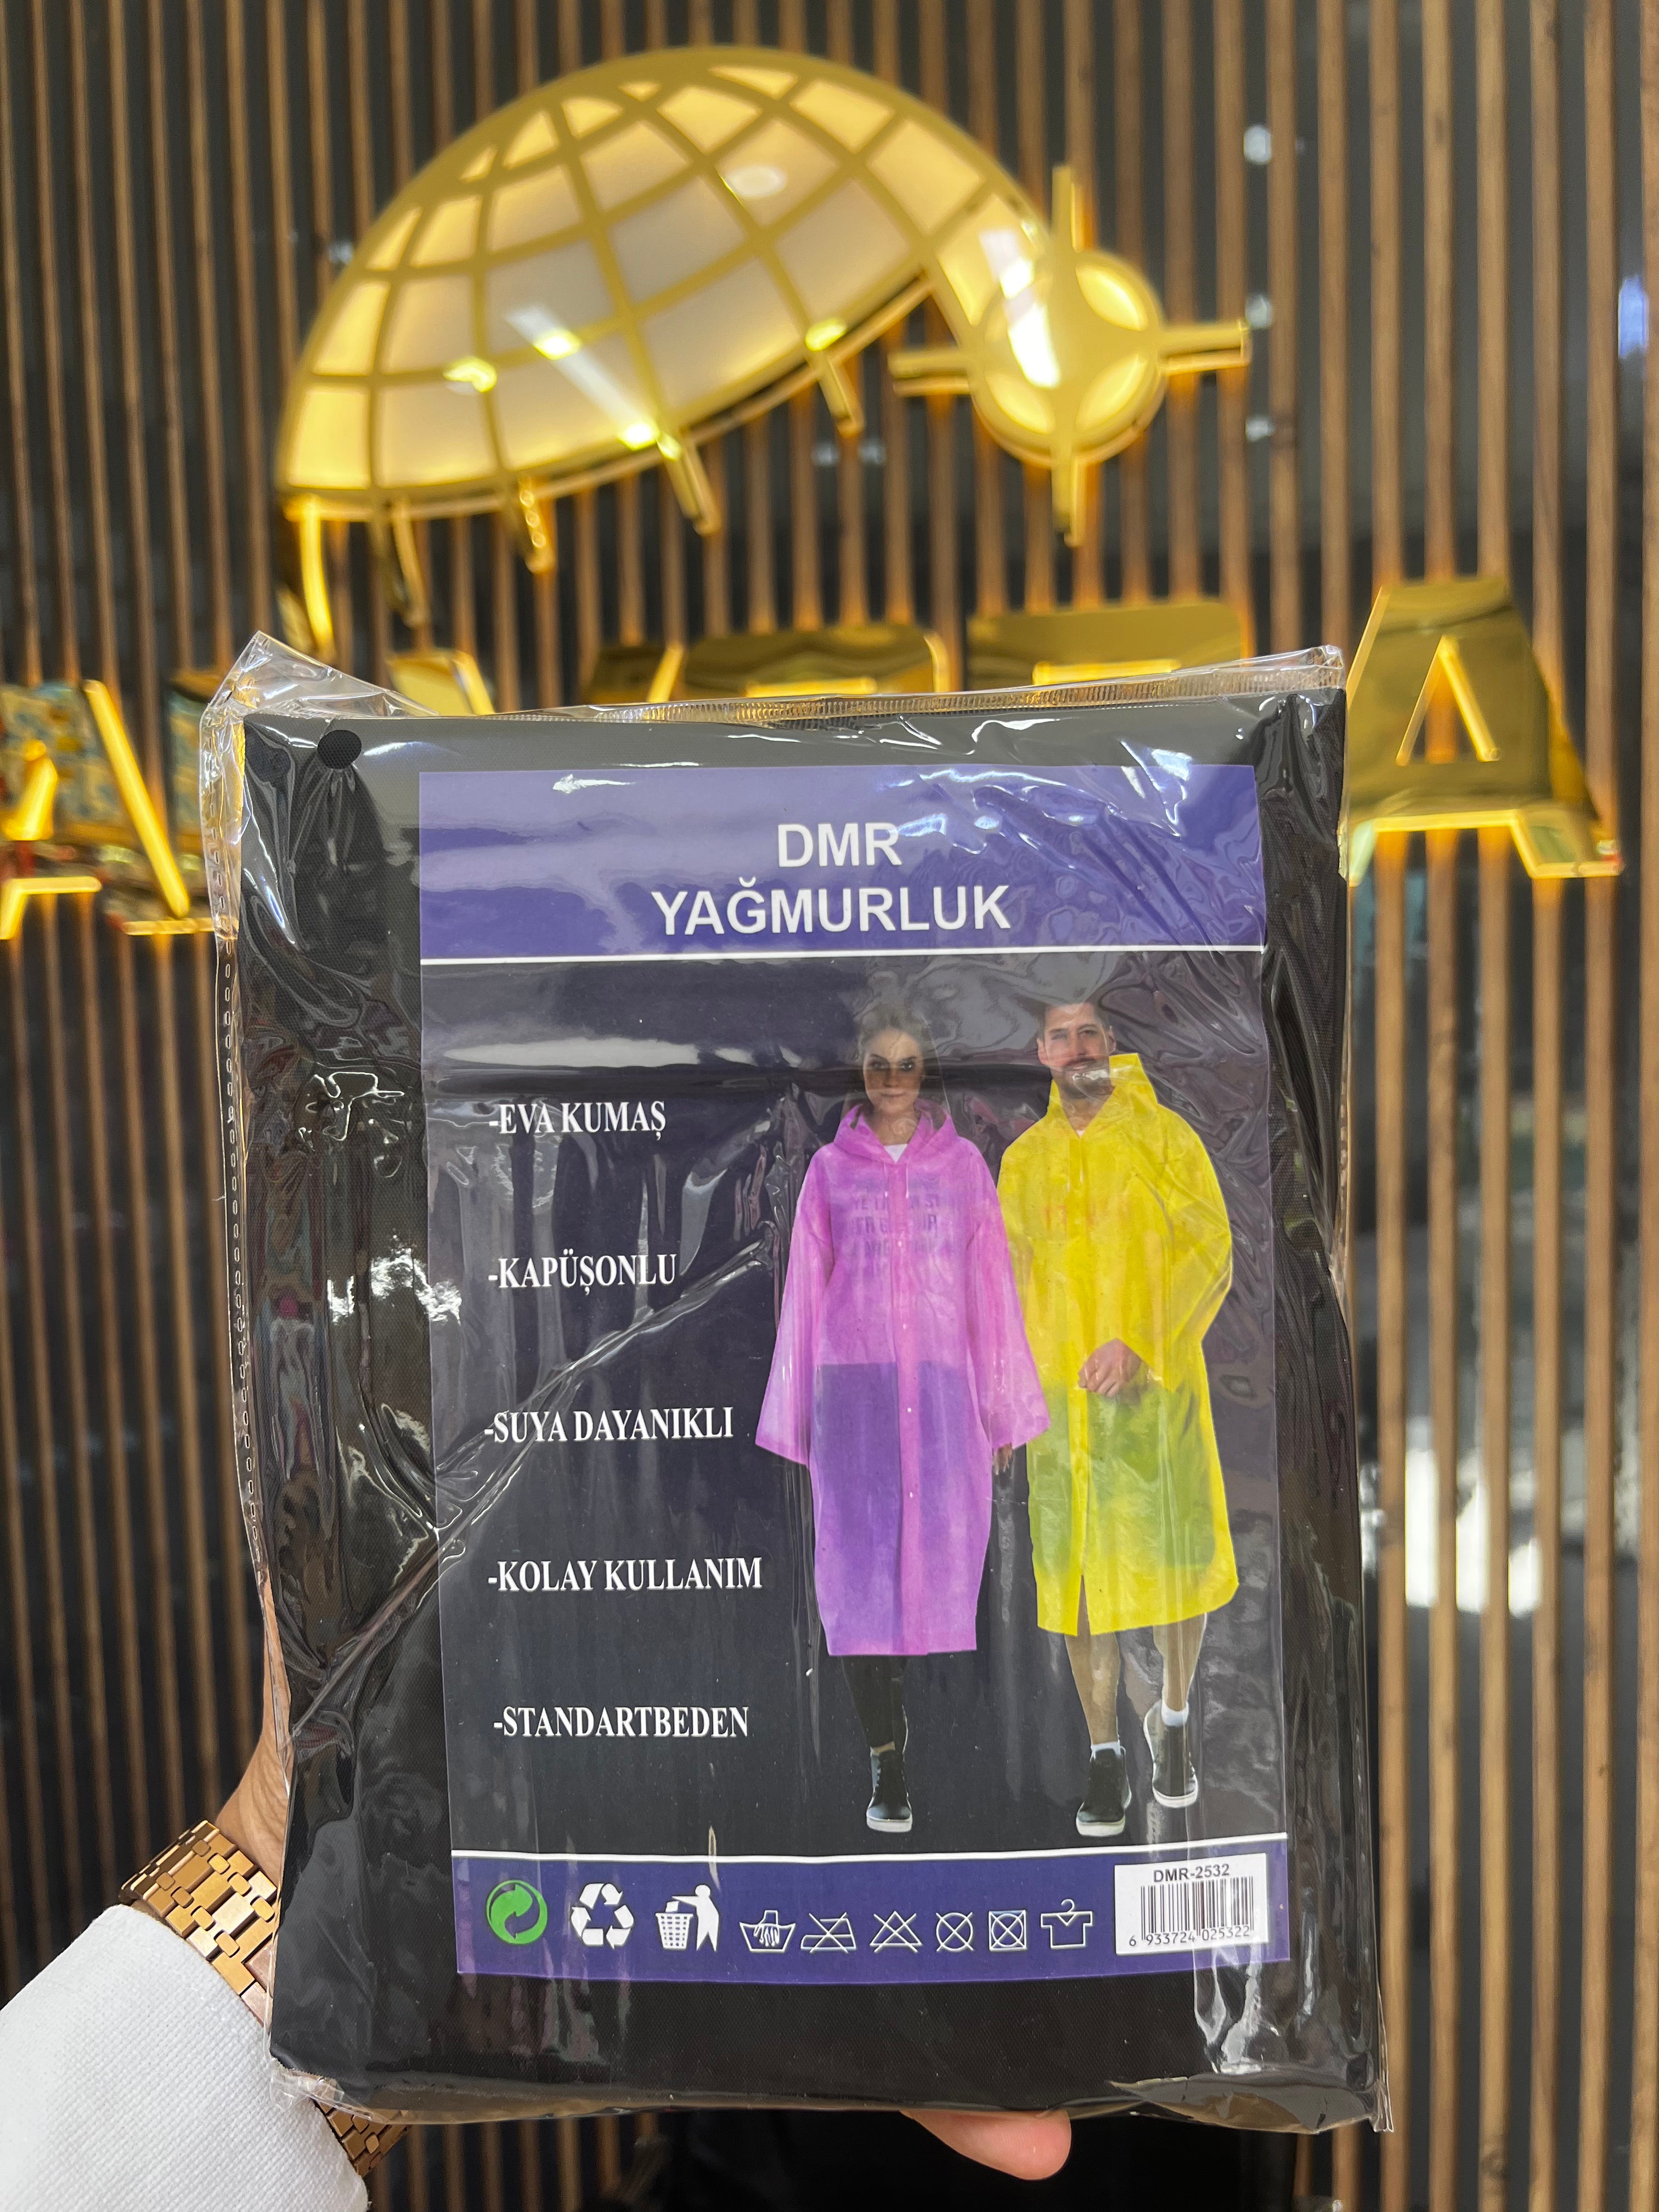 DMR
YAĞMURLUK
-EVA KUMAŞ
-KAPÜŞONLU
-SUYA DAYANIKLI
-KOLAY KULLANIM
-STANDARTBEDEN
DMR-2532
6 933724 025322